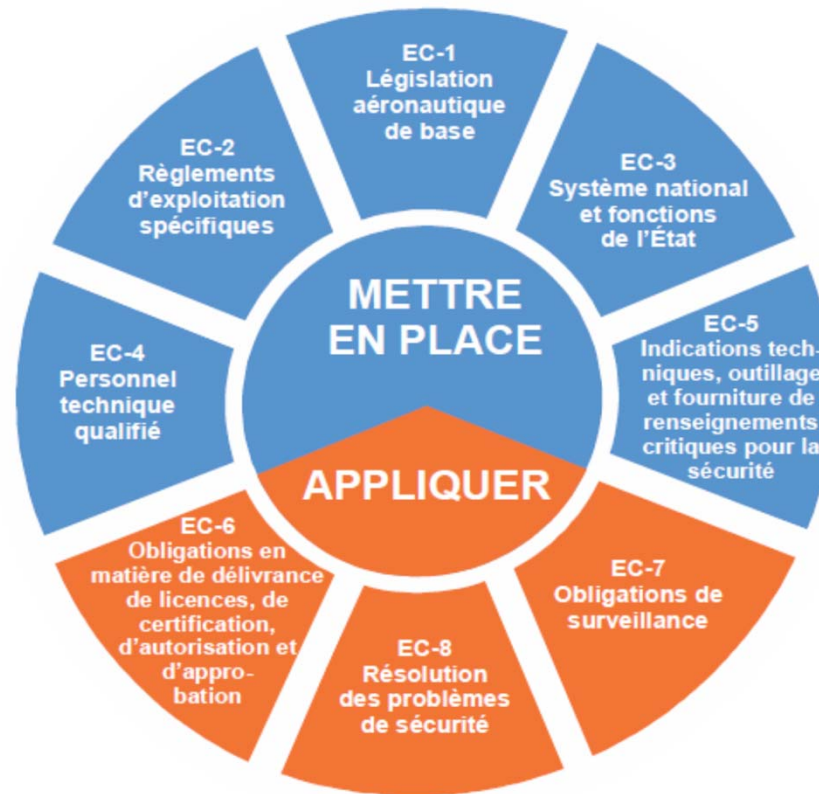 EC-1
Législation
aéronautique
de base
EC-2
Règlements
d’exploitation
spécifiques
EC-3
Système national
et fonctions
de l’État
METTRE
EN PLACE
EC-4
Personnel
technique
qualifié
EC-5
Indications tech-
niques, outillage
et fourniture de
renseignements
critiques pour la
sécurité
APPLIQUER
EC-6
Obligations en
matière de délivrance
de licences, de
certification,
d’autorisation et
d’appro-
bation
EC-7
Obligations de
surveillance
EC-8
Résolution
des problèmes
de sécurité